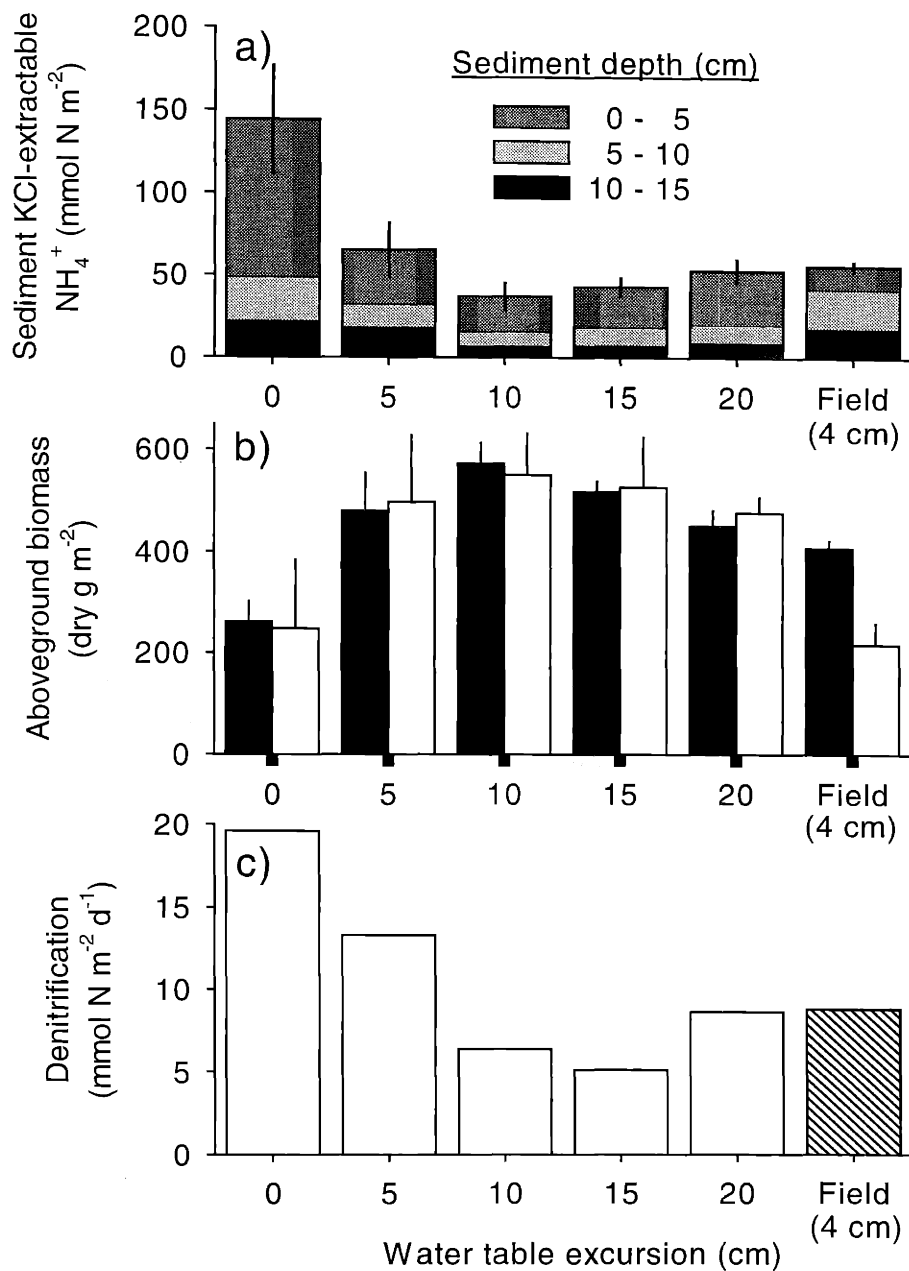 a)
Sediment KCl-extractable
NH4+ (mmol N m-2)
200
150
100
50
0
Sediment depth (cm)
0 - 5
5 - 10
10 - 15
0 5 10 15 20 Field
(4 cm)
b)
Aboveground biomass
(dry g m-2)
600
400
200
0
0 5 10 15 20 Field
(4 cm)
c)
Denitrification
(mmol N m-2 d-1)
20
15
10
5
0
0 5 10 15 20 Field
(4 cm)
Water table excursion (cm)